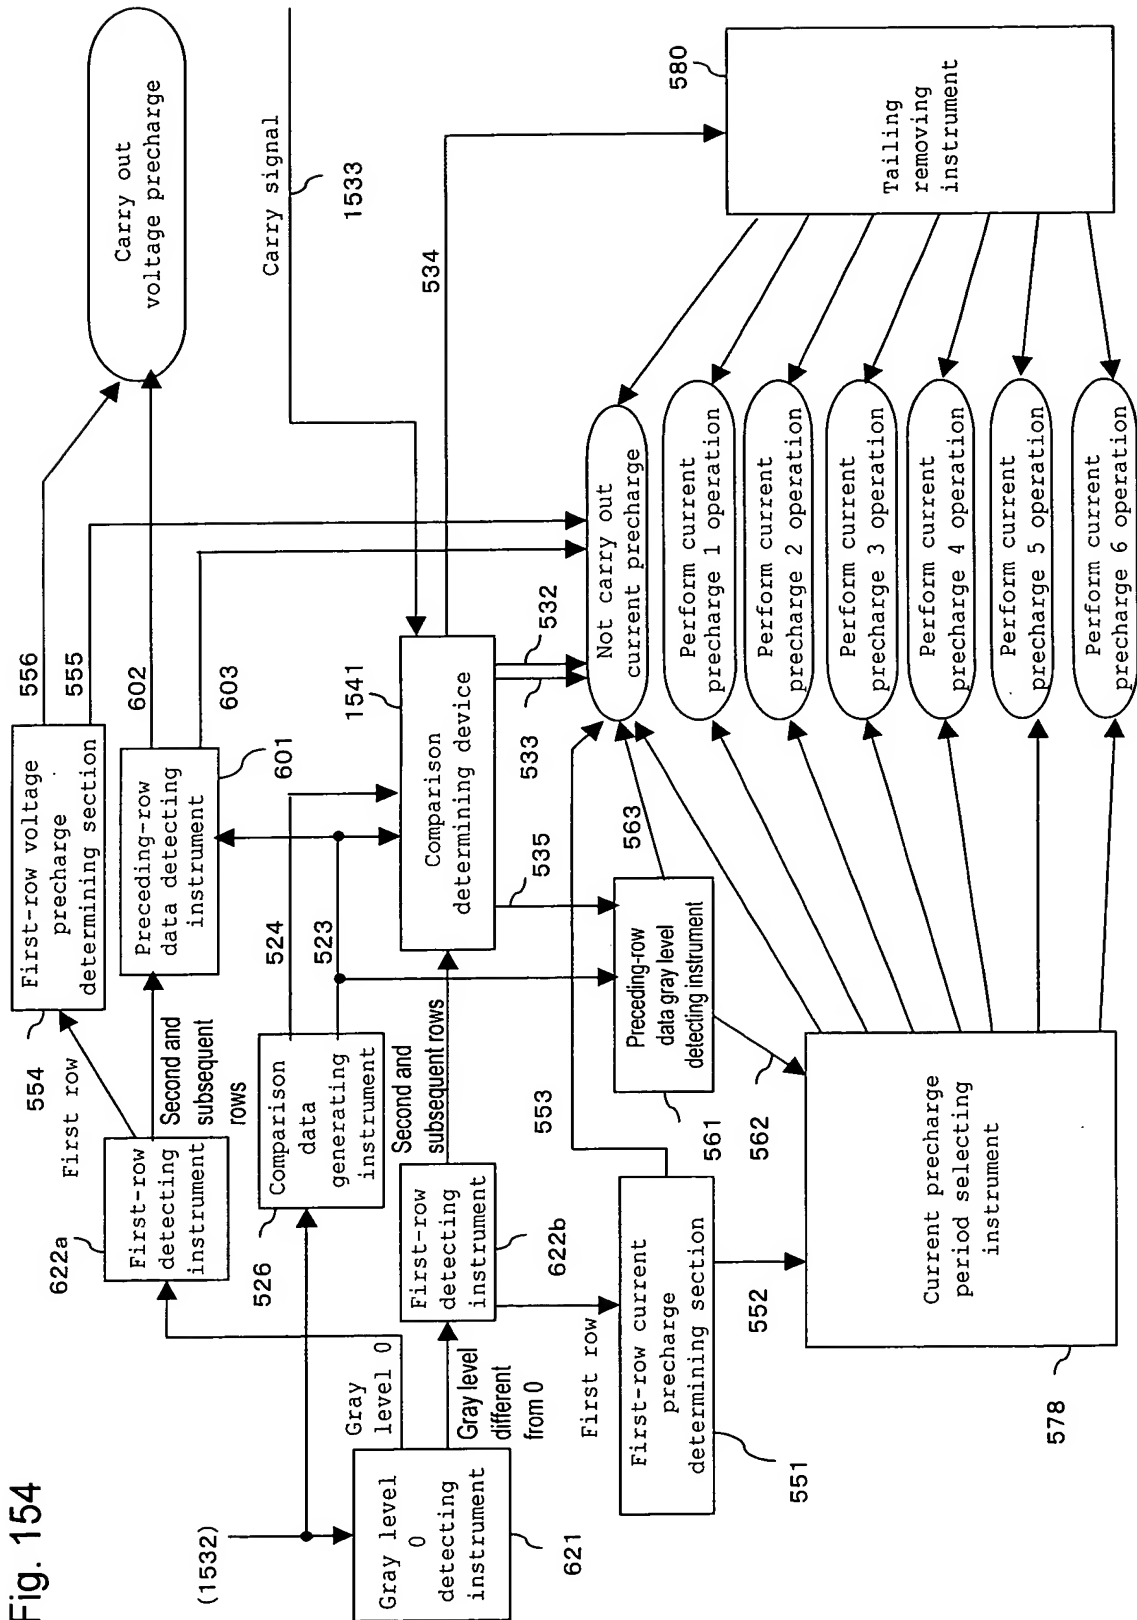 Fig. 154
(1532)
Gray level
0
detecting
instrument
621
Gray
level 0
Gray level
different
from 0
622a
First-row
detecting
instrument
First row
Second and
subsequent
rows
554
First-row voltage
precharge
determining section
556
555
Preceding-row
data detecting
instrument
601
602
603
Carry out
voltage precharge
526
Comparison
data
generating
instrument
524
523
First-row
detecting
instrument
622b
Second and
subsequent rows
First row
Comparison
determining device
1541
Carry signal
1533
534
532
533
535
First-row current
precharge
determining section
551
552
553
Preceding-row
data gray level
detecting instrument
561
562
563
Current precharge
period selecting
instrument
578
Not carry out
current precharge
Perform current
precharge 1 operation
Perform current
precharge 2 operation
Perform current
precharge 3 operation
Perform current
precharge 4 operation
Perform current
precharge 5 operation
Perform current
precharge 6 operation
Tailing
removing
instrument
580